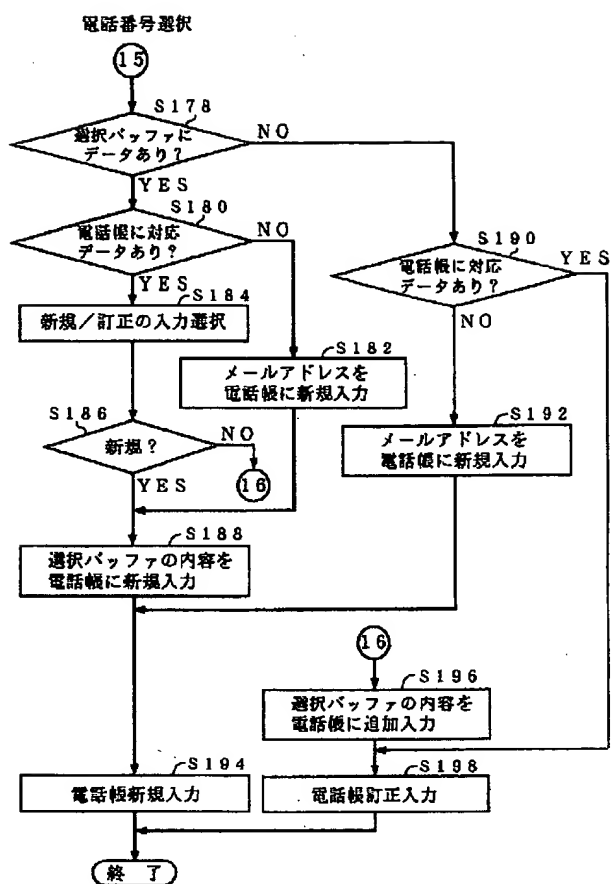 電話番号選択
15
S178
選択バッファに
データあり?
NO
YES
S180
電話帳に対応
データあり?
NO
YES
S190
電話帳に対応
データあり?
YES
NO
S184
新規/訂正の入力選択
S182
メールアドレスを
電話帳に新規入力
S186
新規?
NO
16
YES
S192
メールアドレスを
電話帳に新規入力
S188
選択バッファの内容を
電話帳に新規入力
16
S196
選択バッファの内容を
電話帳に追加入力
S194
電話帳新規入力
S198
電話帳訂正入力
終 了